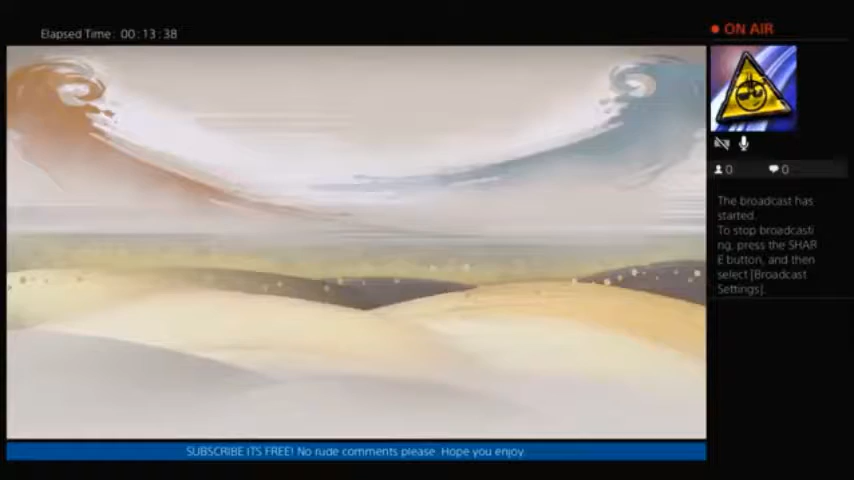 Elapsed Time: 00:13:38
ON AIR
0 0
The broadcast has
started.
To stop broadcasti
ng, press the SHAR
E button, and then
select [Broadcast
Settings].
SUBSCRIBE ITS FREE! No rude comments please. Hope you enjoy.